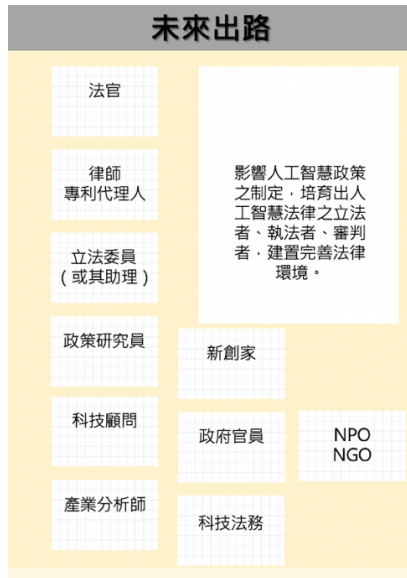 未來出路
法官
律師
專利代理人
立法委員
（或其助理）
政策研究員
科技顧問
產業分析師
影響人工智慧政策
之制定，培育出人
工智慧法律之立法
者、執法者、審判
者，建置完善法律
環境。
新創家
政府官員
科技法務
NPO
NGO